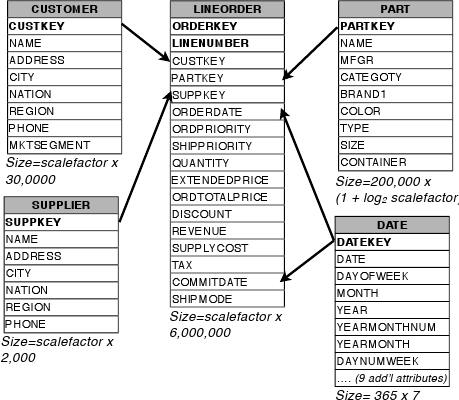 CUSTOMER
CUSTKEY
NAME
ADDRESS
CITY
NATION
REGION
PHONE
MKTSEGMENT
Size=scalefactor x
30,0000
SUPPLIER
SUPPKEY
NAME
ADDRESS
CITY
NATION
REGION
PHONE
Size=scalefactor x
2,000
LINEORDER
ORDERKEY
LINENUMBER
CUSTKEY
PARTKEY
SUPPKEY
ORDERDATE
ORDPRIORITY
SHIPPRIORITY
QUANTITY
EXTENDEDPRICE
ORDTOTALPRICE
DISCOUNT
REVENUE
SUPPLYCOST
TAX
COMMITDATE
SHIPMODE
Size=scalefactor x
6,000,000
PART
PARTKEY
NAME
MFGR
CATEGOTY
BRAND1
COLOR
TYPE
SIZE
CONTAINER
Size=200,000 x
(1 + log2 scalefactor)
DATE
DATEKEY
DATE
DAYOFWEEK
MONTH
YEAR
YEARMONTHNUM
YEARMONTH
DAYNUMWEEK
…. (9 add'l attributes)
Size= 365 x 7